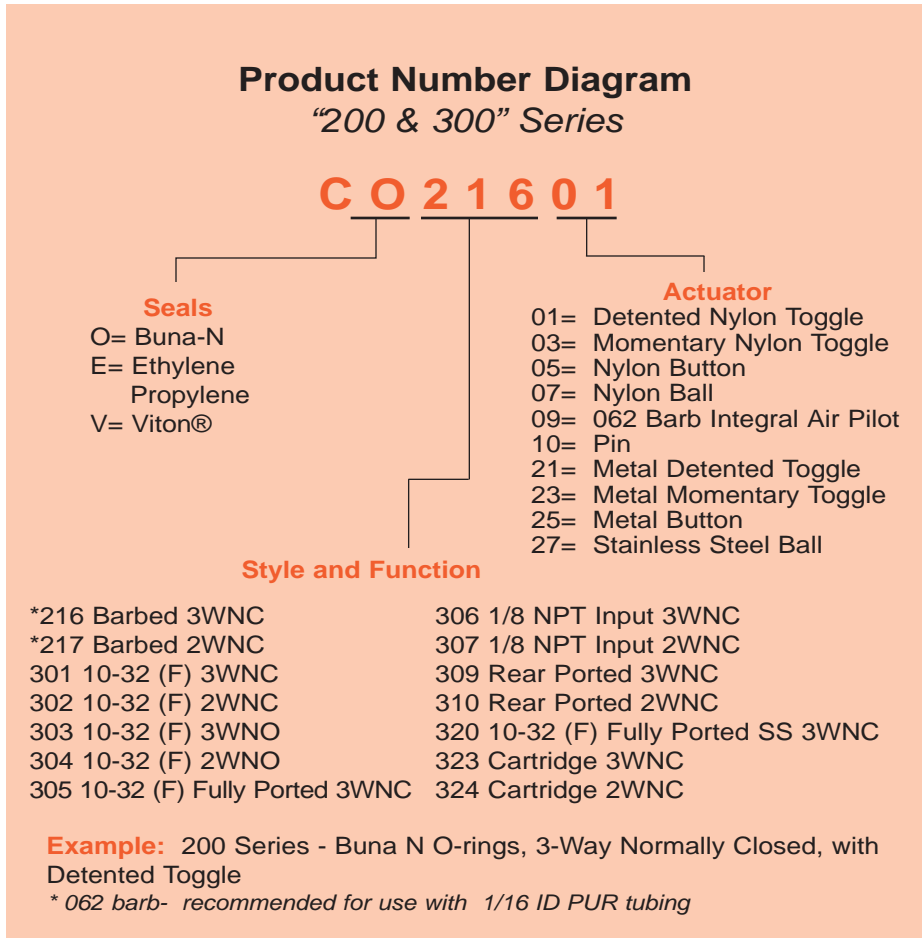 Product Number Diagram
“200 & 300” Series
C O 2 1 6 0 1
Seals
O= Buna-N
E= Ethylene
Propylene
V= Viton®
Actuator
01= Detented Nylon Toggle
03= Momentary Nylon Toggle
05= Nylon Button
07= Nylon Ball
09= 062 Barb Integral Air Pilot
10= Pin
21= Metal Detented Toggle
23= Metal Momentary Toggle
25= Metal Button
27= Stainless Steel Ball
Style and Function
*216 Barbed 3WNC
*217 Barbed 2WNC
301 10-32 (F) 3WNC
302 10-32 (F) 2WNC
303 10-32 (F) 3WNO
304 10-32 (F) 2WNO
305 10-32 (F) Fully Ported 3WNC
306 1/8 NPT Input 3WNC
307 1/8 NPT Input 2WNC
309 Rear Ported 3WNC
310 Rear Ported 2WNC
320 10-32 (F) Fully Ported SS 3WNC
323 Cartridge 3WNC
324 Cartridge 2WNC
Example: 200 Series - Buna N O-rings, 3-Way Normally Closed, with
Detented Toggle
* 062 barb- recommended for use with 1/16 ID PUR tubing